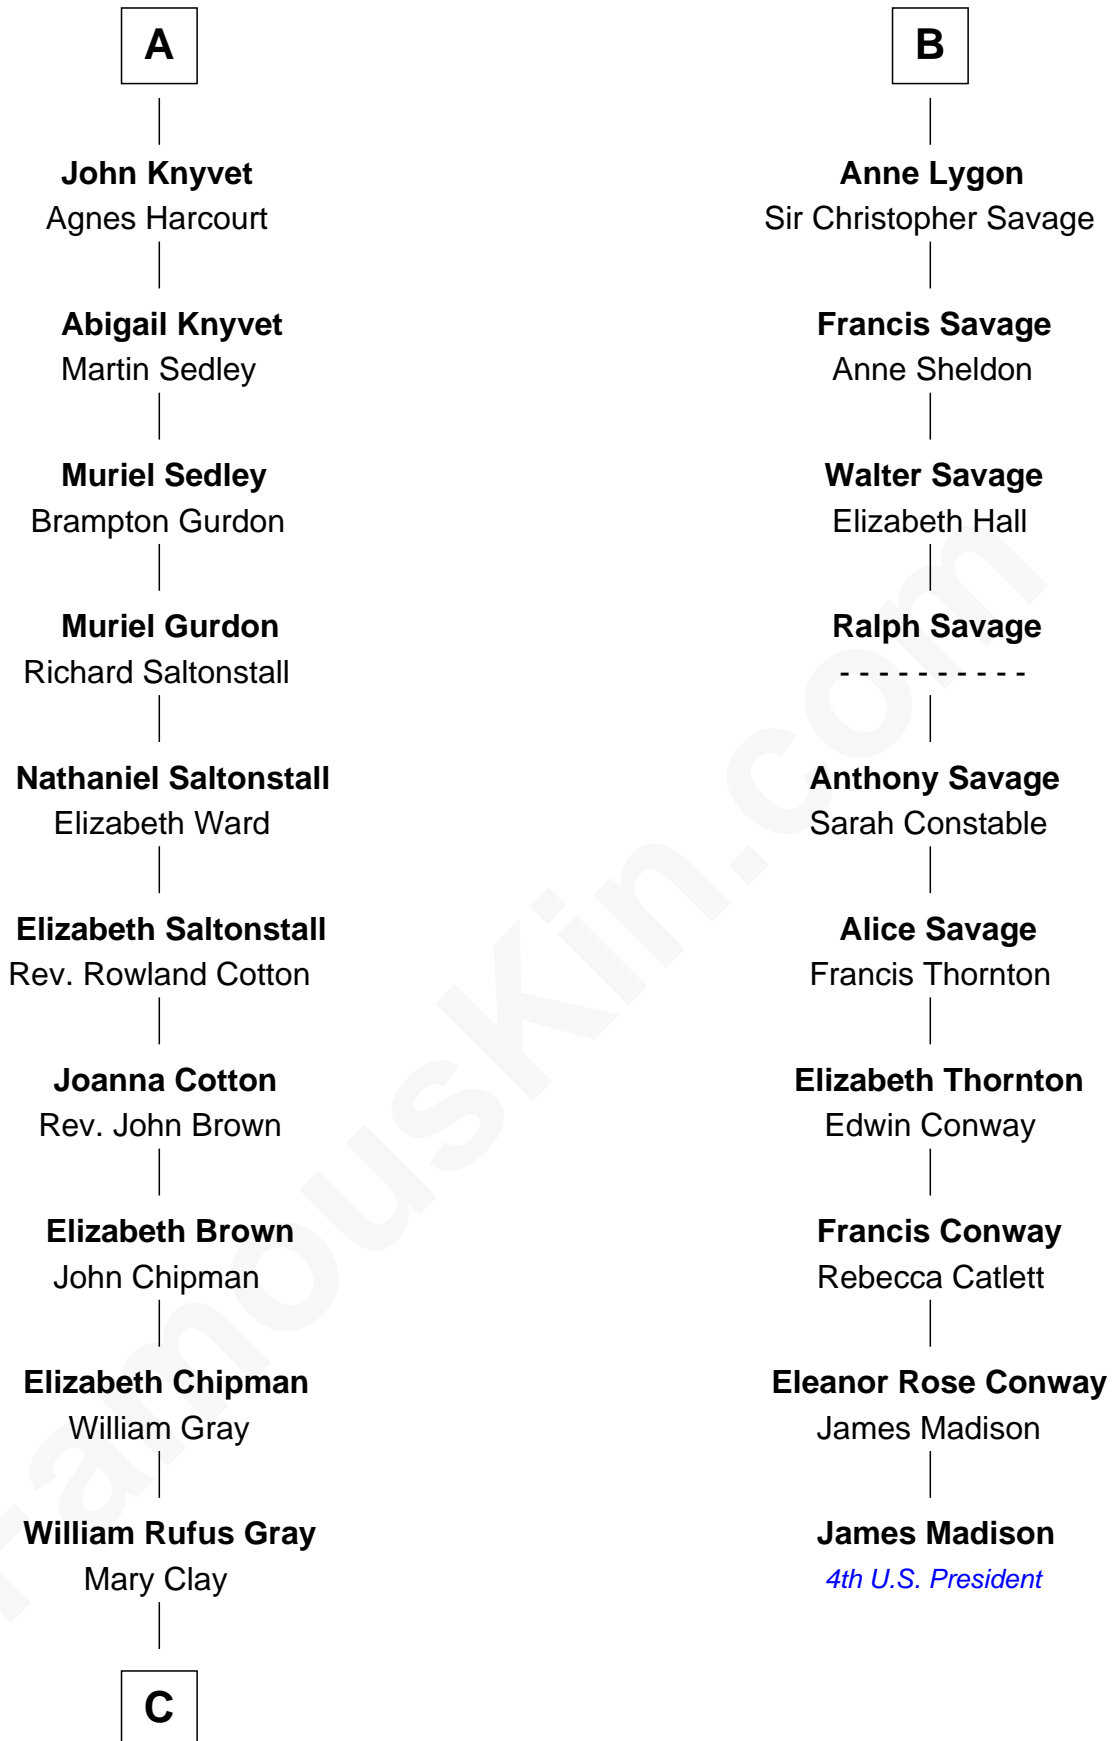 A
John Knyvet
Agnes Harcourt
Abigail Knyvet
Martin Sedley
Muriel Sedley
Brampton Gurdon
Muriel Gurdon
Richard Saltonstall
Nathaniel Saltonstall
Elizabeth Ward
Elizabeth Saltonstall
Rev. Rowland Cotton
Joanna Cotton
Rev. John Brown
Elizabeth Brown
John Chipman
Elizabeth Chipman
William Gray
William Rufus Gray
Mary Clay
C
B
Anne Lygon
Sir Christopher Savage
Francis Savage
Anne Sheldon
Walter Savage
Elizabeth Hall
Ralph Savage
- - - - - - - - - -
Anthony Savage
Sarah Constable
Alice Savage
Francis Thornton
Elizabeth Thornton
Edwin Conway
Francis Conway
Rebecca Catlett
Eleanor Rose Conway
James Madison
James Madison
4th U.S. President
FamousKin.com